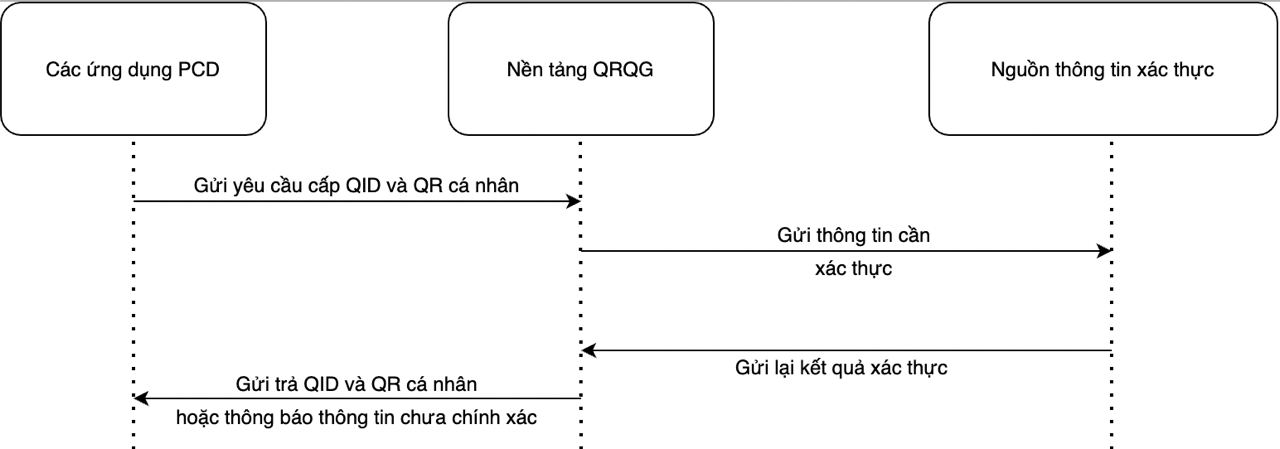 Các ứng dụng PCD
Nền tảng QRQG
Nguồn thông tin xác thực
Gửi yêu cầu cấp QID và QR cá nhân
Gửi thông tin cần
xác thực
Gửi lại kết quả xác thực
Gửi trả QID và QR cá nhân
hoặc thông báo thông tin chưa chính xác